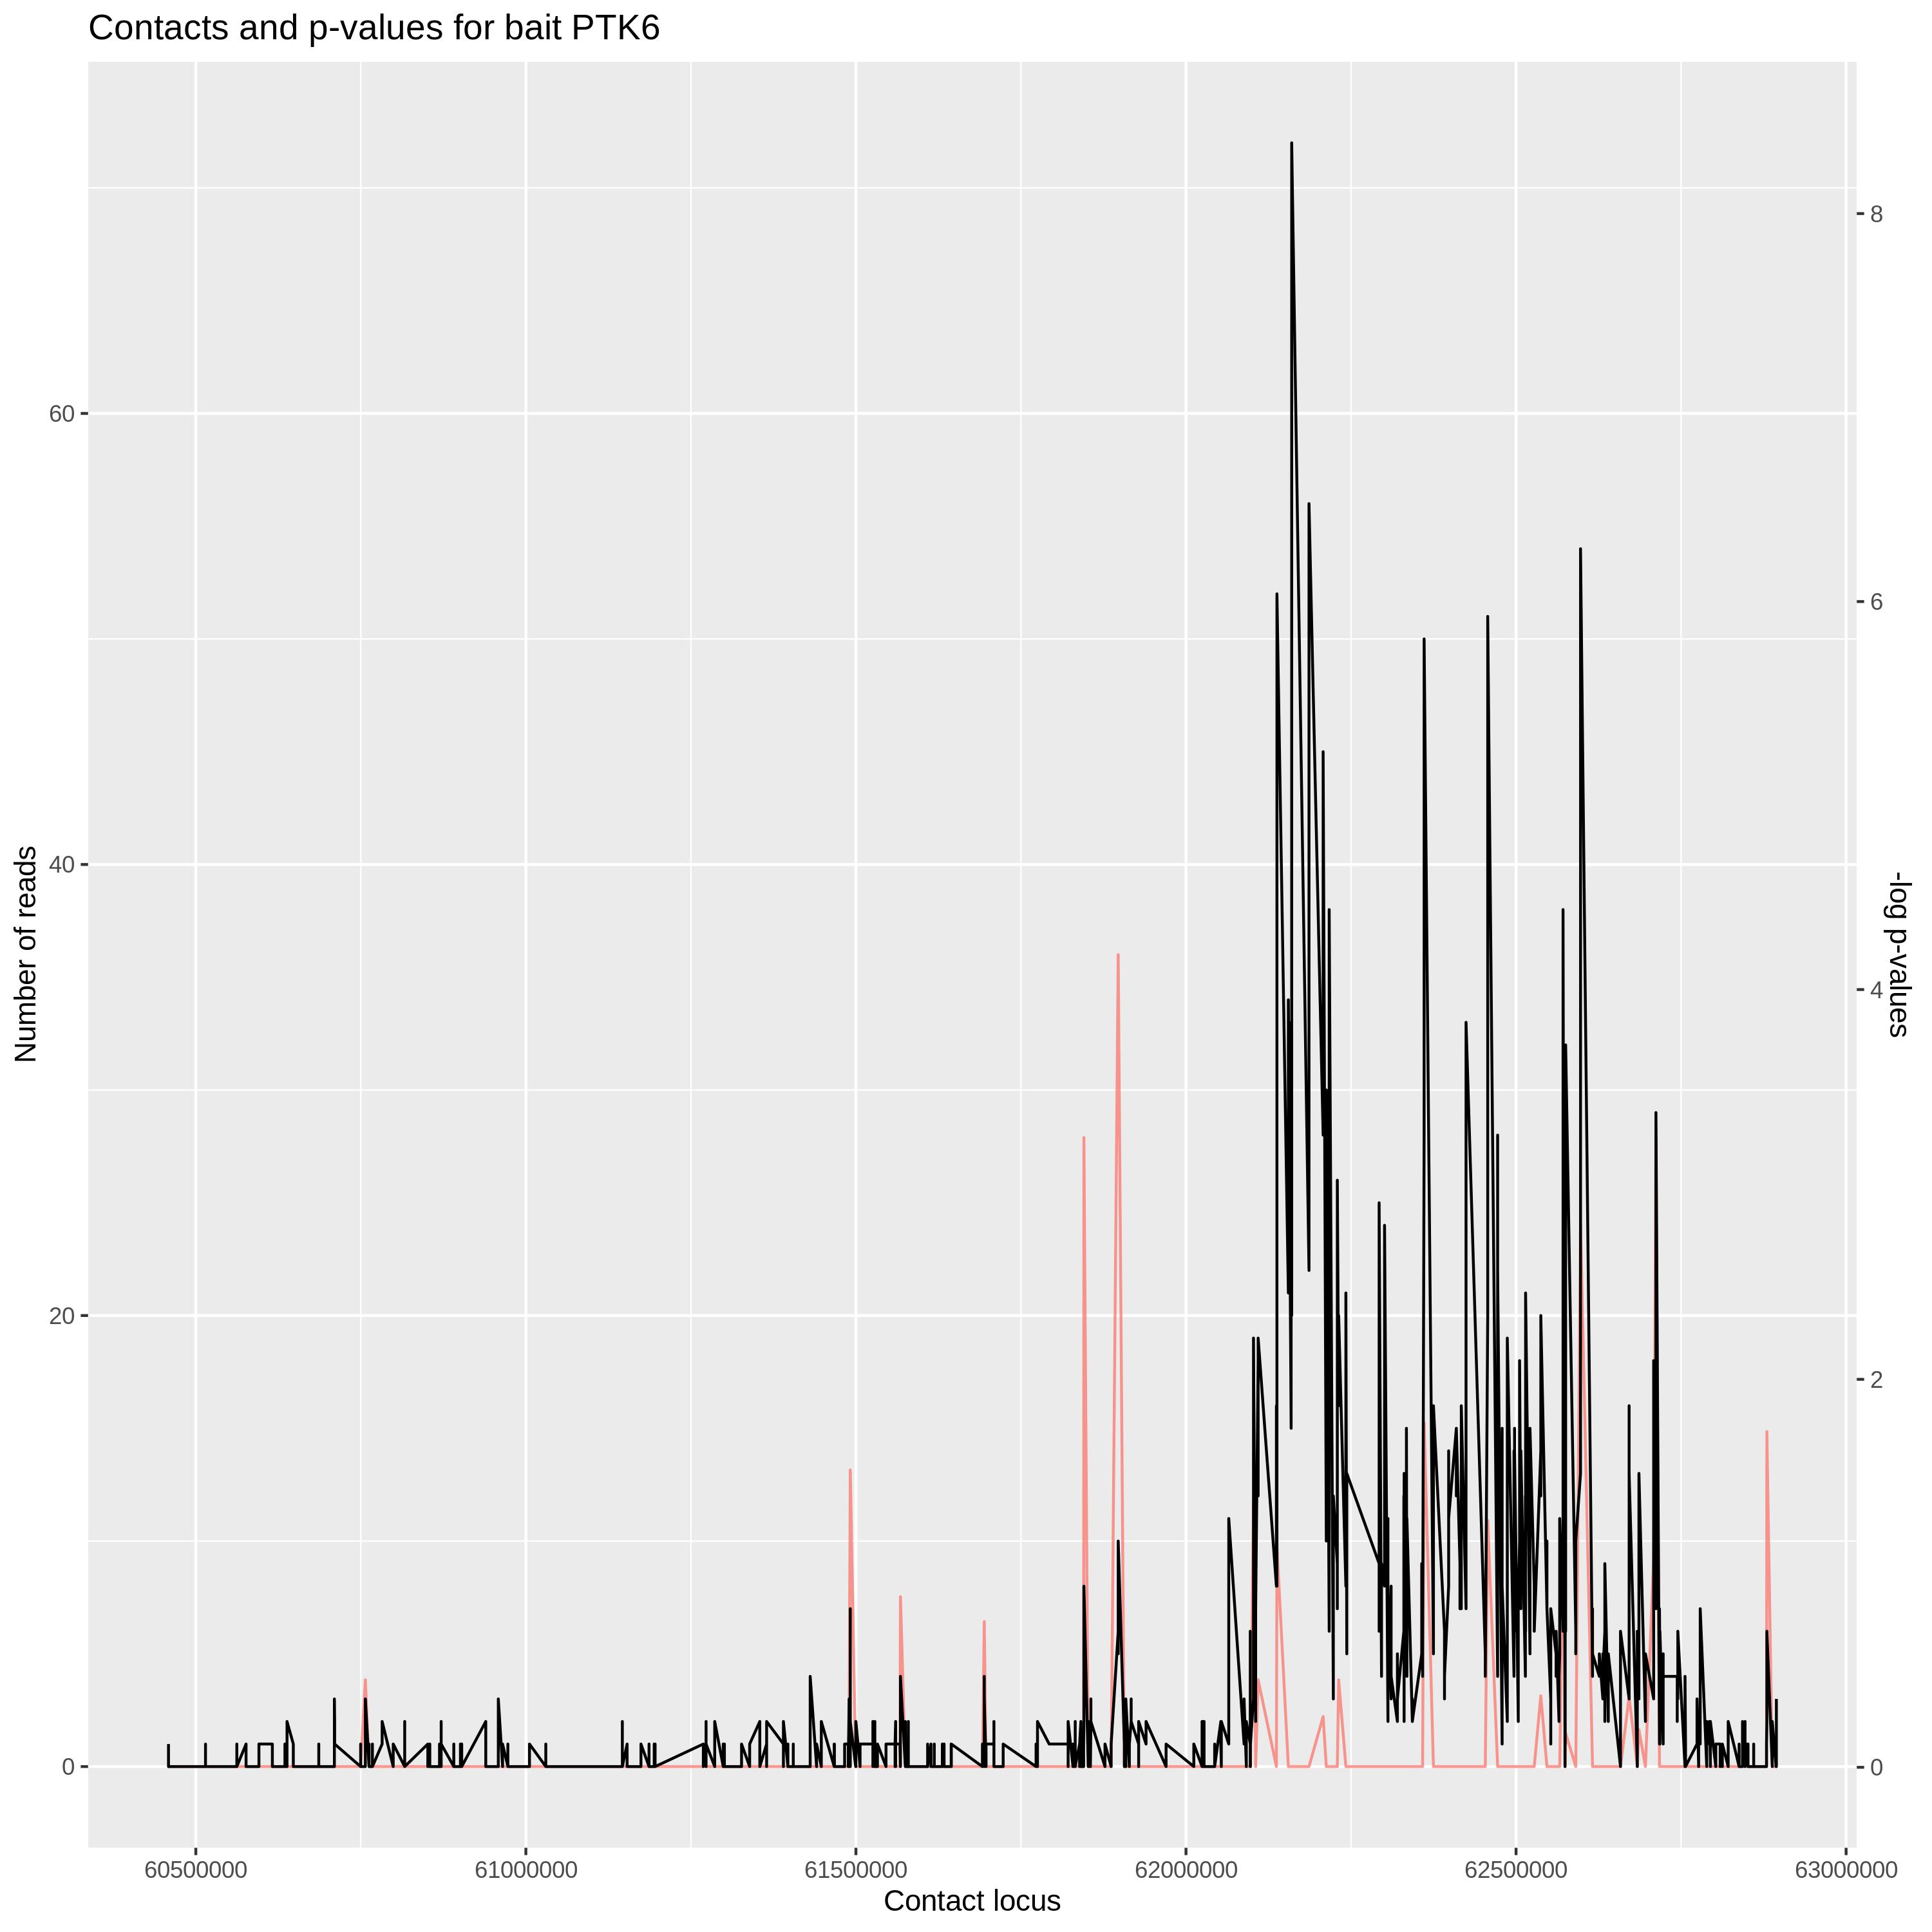 Contacts and p-values for bait PTK6
Number of reads
60
40
20
0
8
6
4
2
0
-log p-values
60500000 61000000 61500000 62000000 62500000 63000000
Contact locus